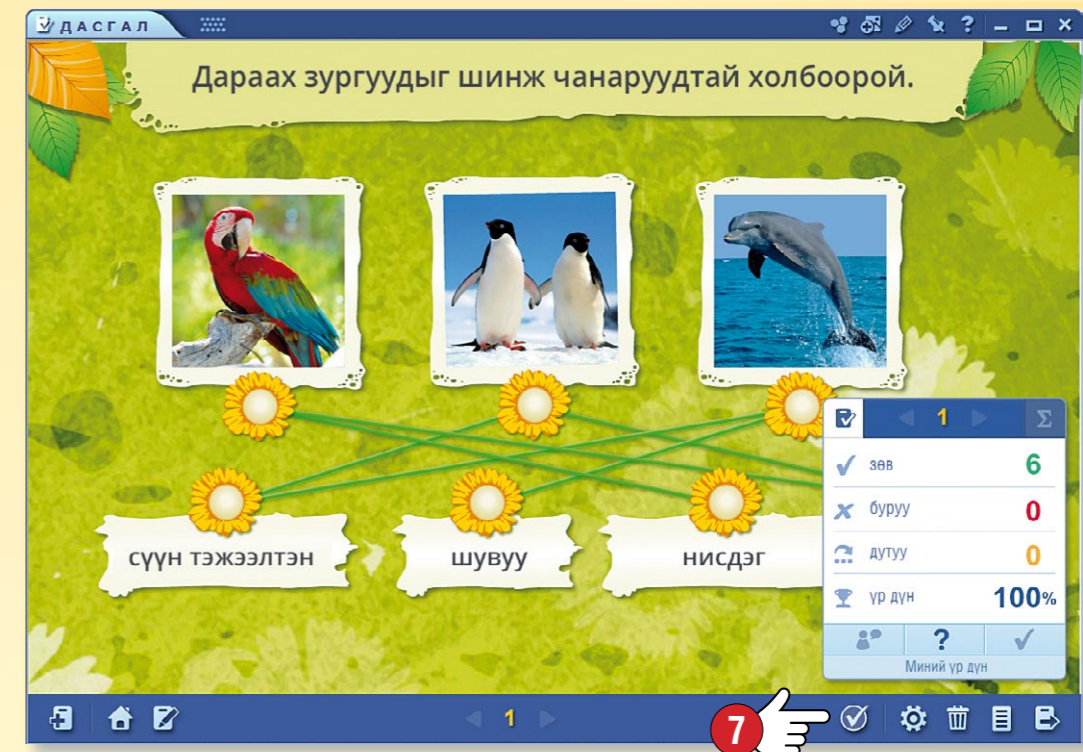 ДАСГАЛ
?
Дараах зургуудыг шинж чанаруудтай холбоорой.
1
Σ
зөв 6
буруу 0
дутуу 0
үр дүн 100%
?
Миний үр дүн
сүүн тэжээлтэн
шувуу
нисдэг
1
7